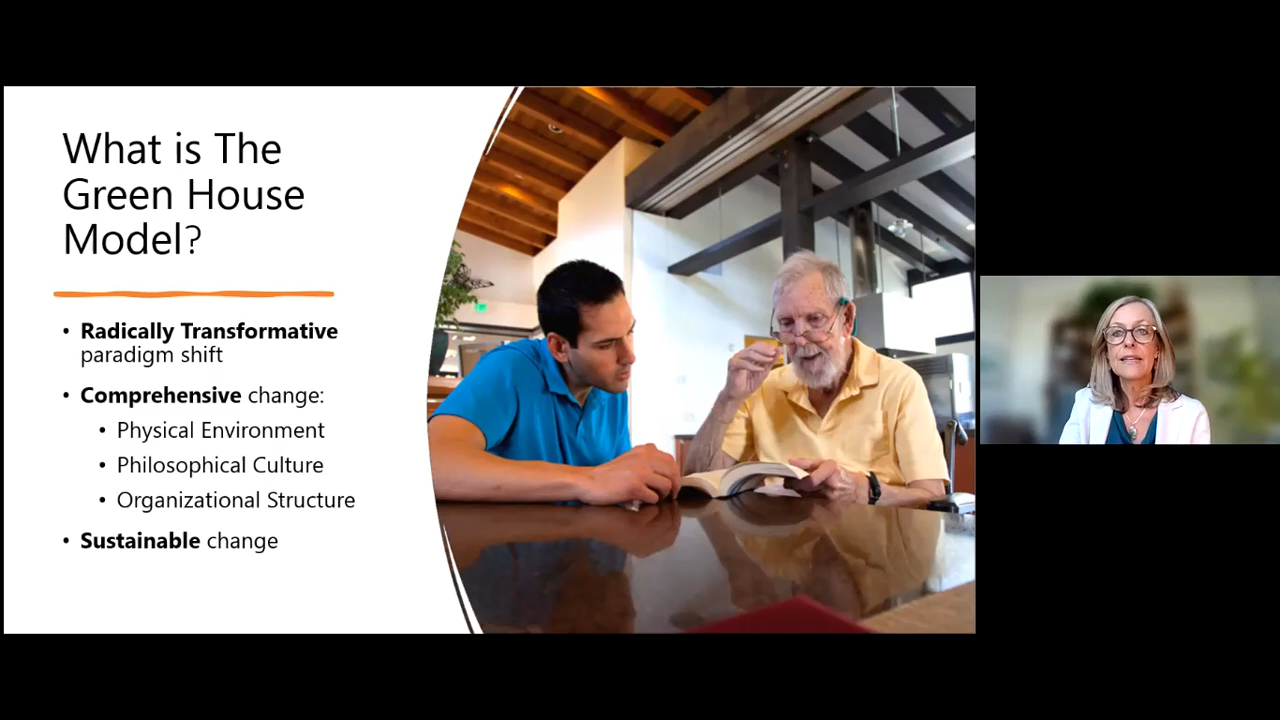 What is The
Green House
Model?
• Radically Transformative
paradigm shift
• Comprehensive change:
• Physical Environment
• Philosophical Culture
• Organizational Structure
• Sustainable change